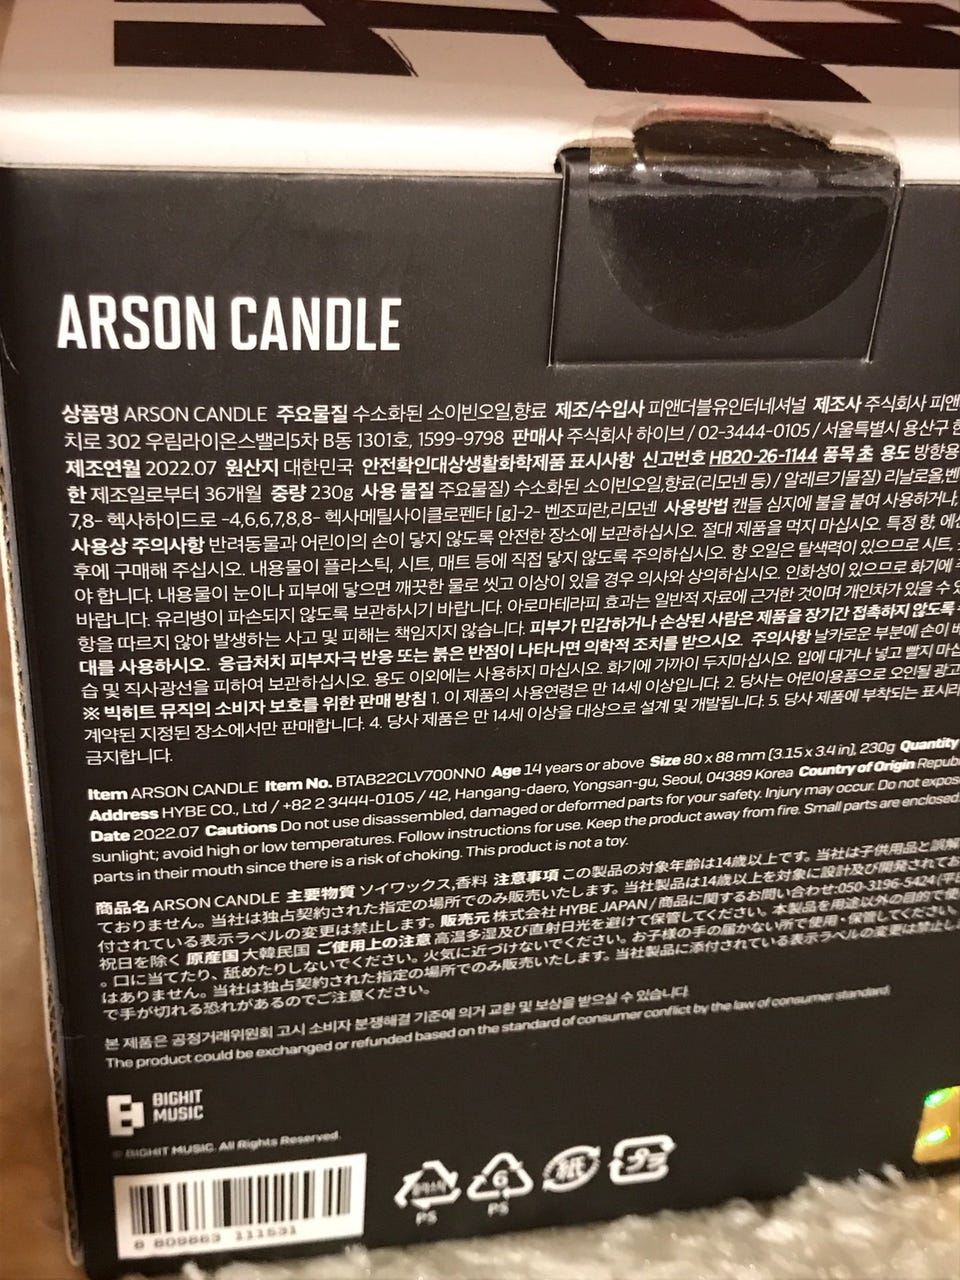 ARSON CANDLE
상품명 ARSON CANDLE 주요물질 수소화된 소이빈오일,향료 제조/수입사 피앤더블유인터네셔널 제조사 주식회사 피앤
치로 302 우림라이온스밸리5차 B동 1301호, 1599-9798 판매사 주식회사 하이브 / 02-3444-0105 / 서울특별시 용산구 한
제조연월 2022.07 원산지 대한민국 안전확인대상생활화학제품 표시사항 신고번호 HB20-26-1144 품목 초 용도 방향용
한 제조일로부터 36개월 중량 230g 사용 물질 주요물질) 수소화된 소이빈오일,향료(리모넨 등) / 알레르기물질) 리날로올,벤
7,8- 헥사하이드로 -4,6,6,7,8,8- 헥사메틸사이클로펜타 [g]-2- 벤조피란,리모넨 사용방법 캔들 심지에 불을 붙여 사용하거나,
사용상 주의사항 반려동물과 어린이의 손이 닿지 않도록 안전한 장소에 보관하십시오. 절대 제품을 먹지 마십시오. 특정 향, 에센
후에 구매해 주십시오. 내용물이 플라스틱, 시트, 매트 등에 직접 닿지 않도록 주의하십시오. 향 오일은 탈색력이 있으므로 시트,
야 합니다. 내용물이 눈이나 피부에 닿으면 깨끗한 물로 씻고 이상이 있을 경우 의사와 상의하십시오. 인화성이 있으므로 화기에
바랍니다. 유리병이 파손되지 않도록 보관하시기 바랍니다. 아로마테라피 효과는 일반적 자료에 근거한 것이며 개인차가 있을 수
항을 따르지 않아 발생하는 사고 및 피해는 책임지지 않습니다. 피부가 민감하거나 손상된 사람은 제품을 장기간 접촉하지 않도록
대를 사용하시오. 응급처치 피부자극 반응 또는 붉은 반점이 나타나면 의학적 조치를 받으시오. 주의사항 날카로운 부분에 손이
습 및 직사광선을 피하여 보관하십시오. 용도 이외에는 사용하지 마십시오. 화기에 가까이 두지마십시오. 입에 대거나 넣고 빨지 마십
※ 빅히트 뮤직의 소비자 보호를 위한 판매 방침 1. 이 제품의 사용연령은 만 14세 이상입니다. 2. 당사는 어린이용품으로 오인될 광고
계약된 지정된 장소에서만 판매합니다. 4. 당사 제품은 만 14세 이상을 대상으로 설계 및 개발됩니다. 5. 당사 제품에 부착되는 표시라
금지합니다.
Item ARSON CANDLE Item No. BTAB22CLV700NN0 Age 14 years or above Size 80 x 88 mm (3.15 x 3.4 in), 230g Quantity
Address HYBE CO., Ltd / +82 2 3444-0105 / 42, Hangang-daero, Yongsan-gu, Seoul, 04389 Korea Country of Origin Republ
Date 2022.07 Cautions Do not use disassembled, damaged or deformed parts for your safety. Injury may occur. Do not expos
sunlight; avoid high or low temperatures. Follow instructions for use. Keep the product away from fire. Small parts are enclosed.
parts in their mouth since there is a risk of choking. This product is not a toy.
商品名 ARSON CANDLE 主要物質 ソイワックス,香料 注意事項 この製品の対象年齢は14歳以上です。当社は子供用品と誤解
ておりません。当社は独占契約された指定の場所でのみ販売いたします。当社製品は14歳以上を対象に設計及び開発されてお
付されている表示ラベルの変更は禁止します。販売元 株式会社 HYBE JAPAN / 商品に関するお問い合わせ:050-3196-5424 (平日
祝日を除く 原産国 大韓民国 ご使用上の注意 高温多湿及び直射日光を避けて保管してください。本製品を用途以外の目的で使
。口に当てたり、舐めたりしないでください。火気に近づけないでください。お子様の手の届かない所で使用・保管してください。
はありません。当社は独占契約された指定の場所でのみ販売いたします。当社製品に添付されている表示ラベルの変更は禁止し
で手が切れる恐れがあるのでご注意ください。
본 제품은 공정거래위원회 고시 소비자 분쟁해결 기준에 의거 교환 및 보상을 받으실 수 있습니다.
The product could be exchanged or refunded based on the standard of consumer conflict by the law of consumer standard.
BIGHIT
MUSIC
© BIGHIT MUSIC. All Rights Reserved.
플라스틱 6 紙 プラ
PS PS
8 809863 111531